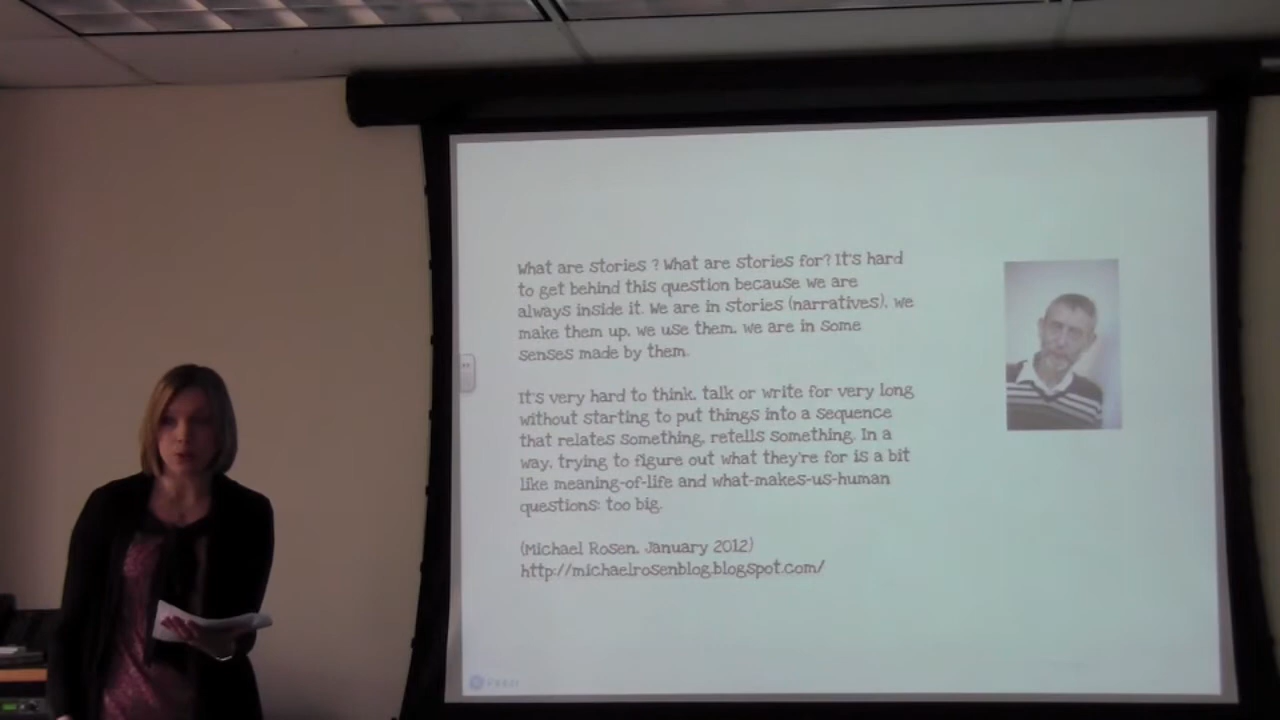 What are stories ? What are stories for? It's hard
to get behind this question because we are
always inside it. We are in stories (narratives), we
make them up, we use them, we are in some
senses made by them.
It's very hard to think, talk or write for very long
without starting to put things into a sequence
that relates something, retells something. In a
way, trying to figure out what they're for is a bit
like meaning-of-life and what-makes-us-human
questions: too big.
(Michael Rosen, January 2012)
http://michaelrosenblog.blogspot.com/
Prezi